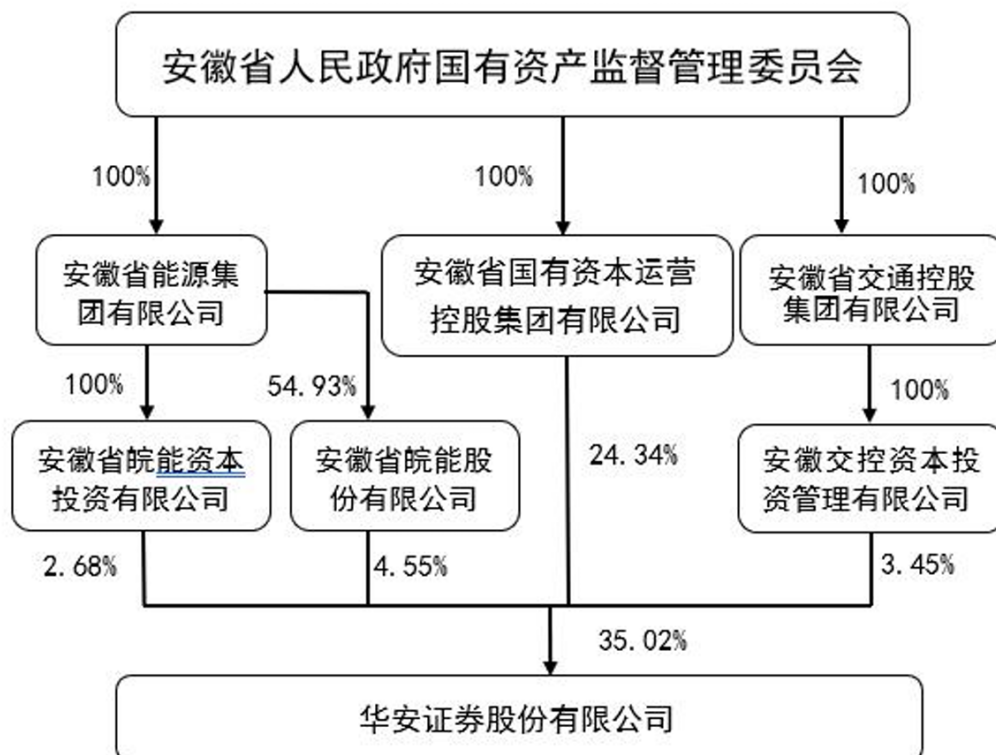 安徽省人民政府国有资产监督管理委员会
100%
100%
100%
安徽省能源集
团有限公司
安徽省国有资本运营
控股集团有限公司
安徽省交通控股
集团有限公司
100%
54.93%
100%
安徽省皖能资本
投资有限公司
安徽省皖能股
份有限公司
24.34%
安徽交控资本投
资管理有限公司
2.68%
4.55%
3.45%
35.02%
华安证券股份有限公司